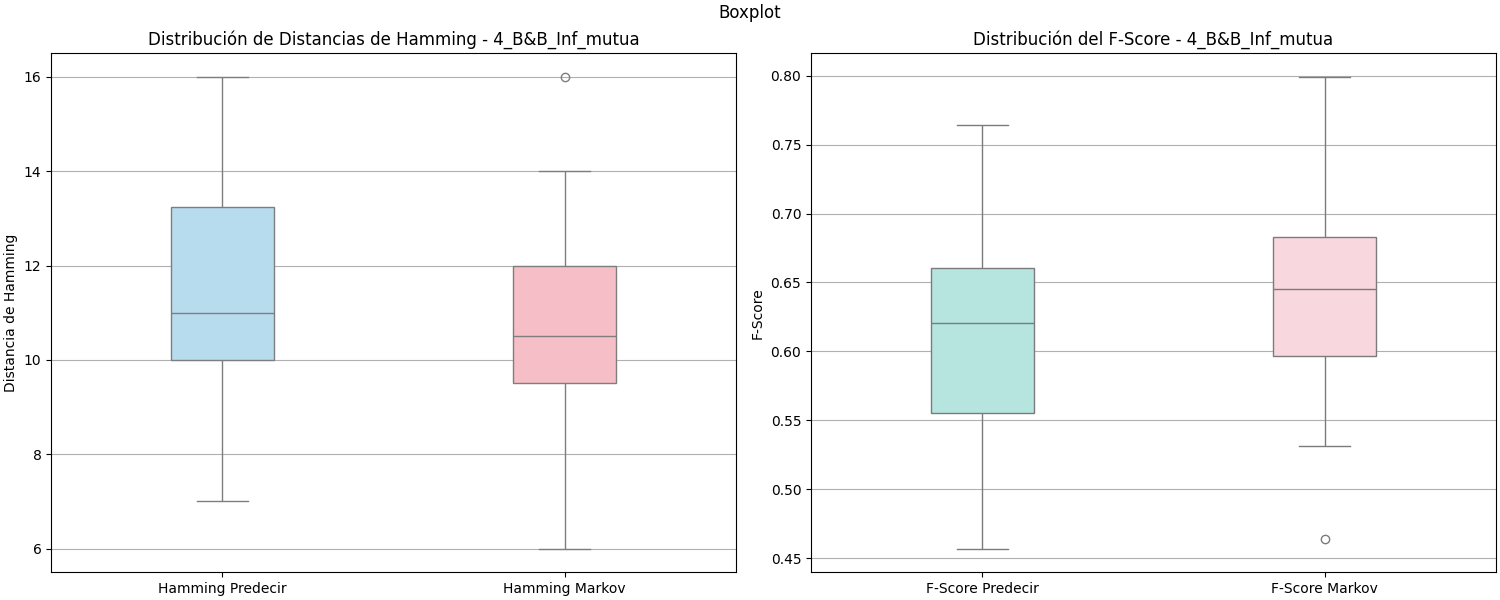 Boxplot
Distribución de Distancias de Hamming - 4_B&B_Inf_mutua
Distancia de Hamming
16
14
12
10
8
6
Hamming Predecir
Hamming Markov
Distribución del F-Score - 4_B&B_Inf_mutua
F-Score
0.80
0.75
0.70
0.65
0.60
0.55
0.50
0.45
F-Score Predecir
F-Score Markov